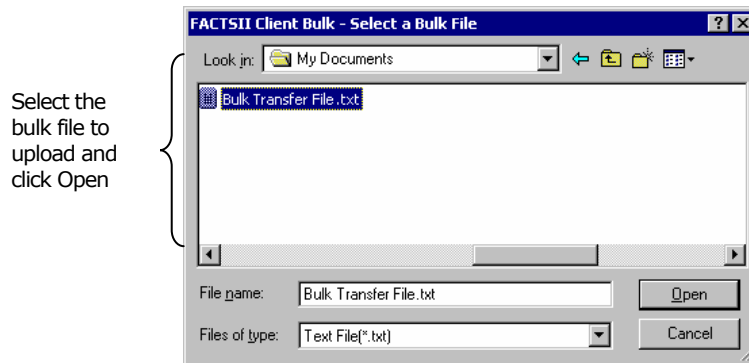 FACTSII Client Bulk - Select a Bulk File
Look in: My Documents
Bulk Transfer File.txt
Select the
bulk file to
upload and
click Open
File name: Bulk Transfer File.txt Open
Files of type: Text File(*.txt) Cancel